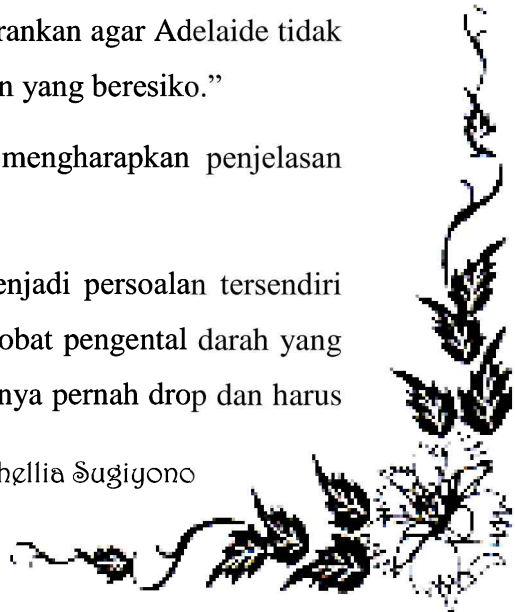 rankan agar Adelaide tidak
n yang beresiko.”
mengharapkan penjelasan
enjadi persoalan tersendiri
obat pengental darah yang
nya pernah drop dan harus
hellia Sugiyono